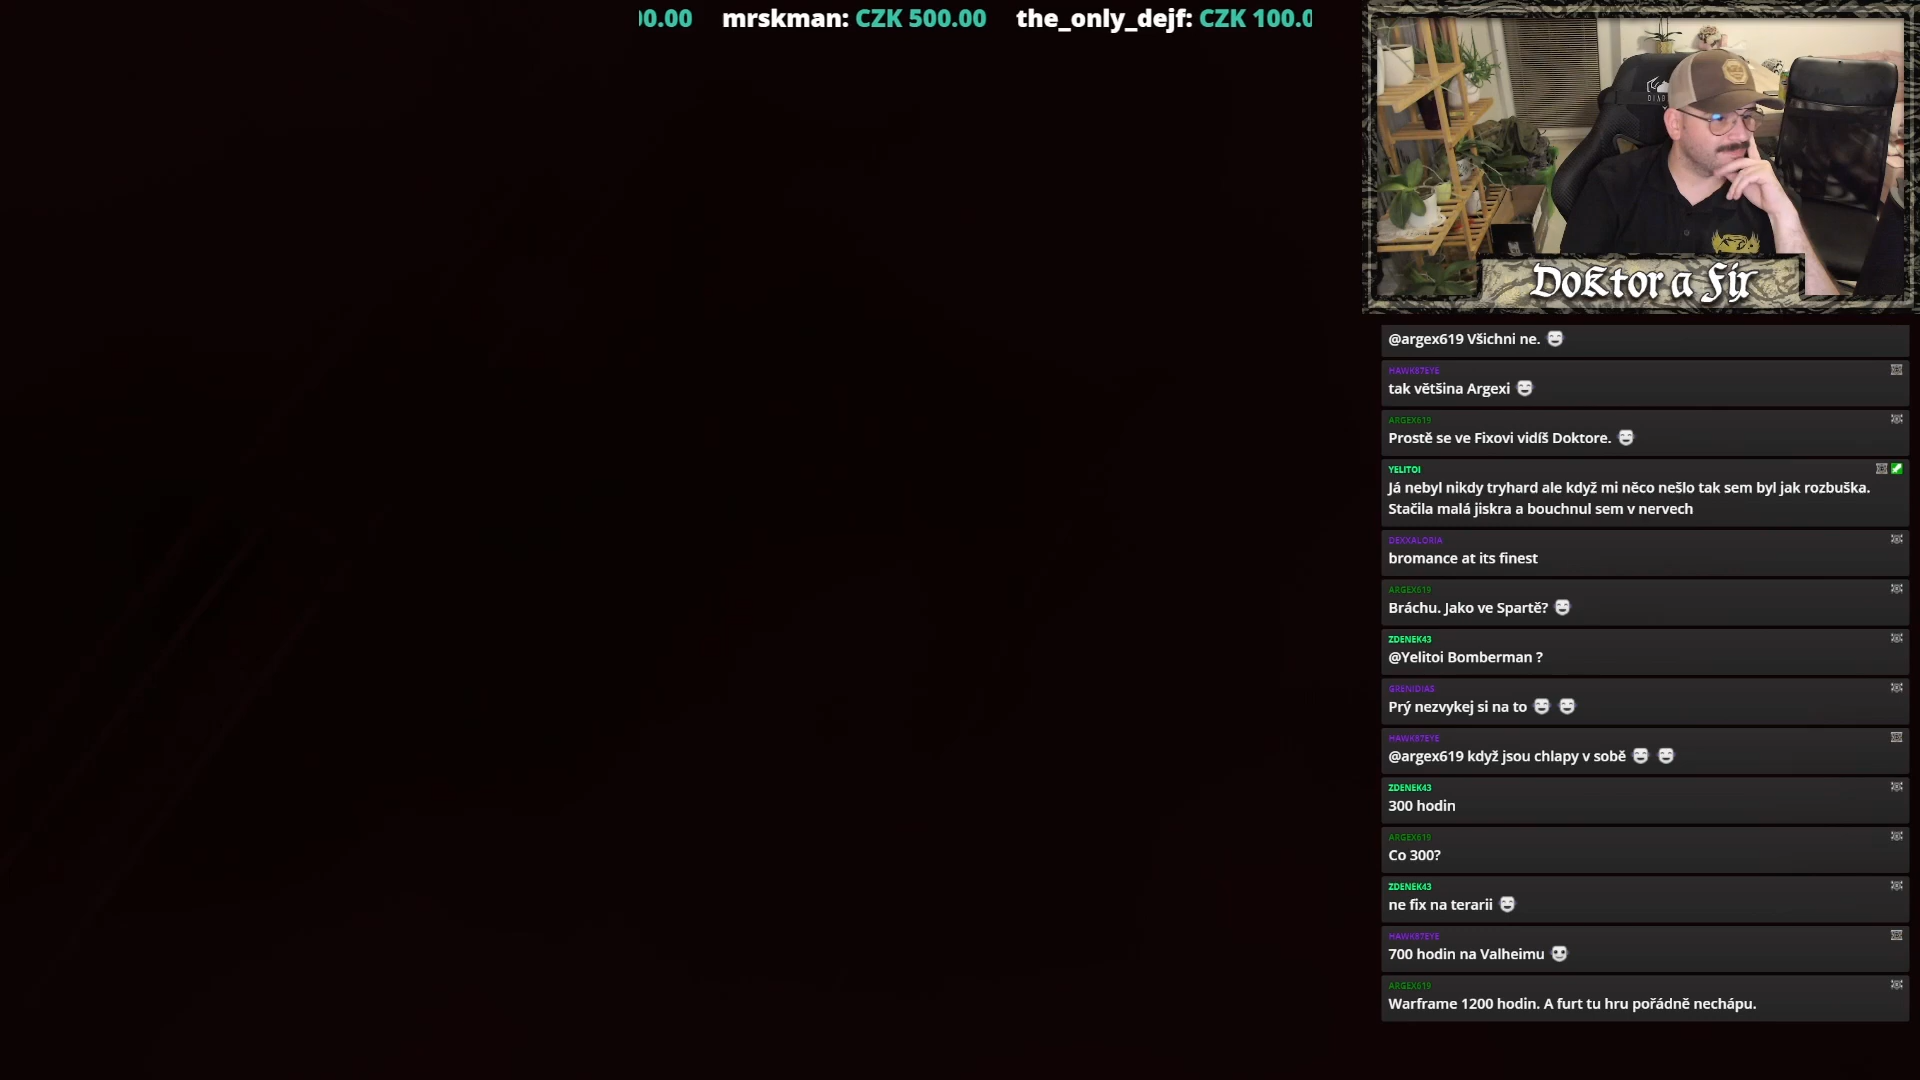 00.00 mrskman: CZK 500.00 the_only_dejf: CZK 100.0
Doktor a Fix
@argex619 Všichni ne.
HAWK87EYE
tak většina Argexi
ARGEX619
Prostě se ve Fixovi vidíš Doktore.
YELITOI
Já nebyl nikdy tryhard ale když mi něco nešlo tak sem byl jak rozbuška.
Stačila malá jiskra a bouchnul sem v nervech
DEXXALORIA
bromance at its finest
ARGEX619
Bráchu. Jako ve Spartě?
ZDENEK43
@Yelitoi Bomberman ?
GRENIDIAS
Prý nezvykej si na to
HAWK87EYE
@argex619 když jsou chlapy v sobě
ZDENEK43
300 hodin
ARGEX619
Co 300?
ZDENEK43
ne fix na terarii
HAWK87EYE
700 hodin na Valheimu
ARGEX619
Warframe 1200 hodin. A furt tu hru pořádně nechápu.